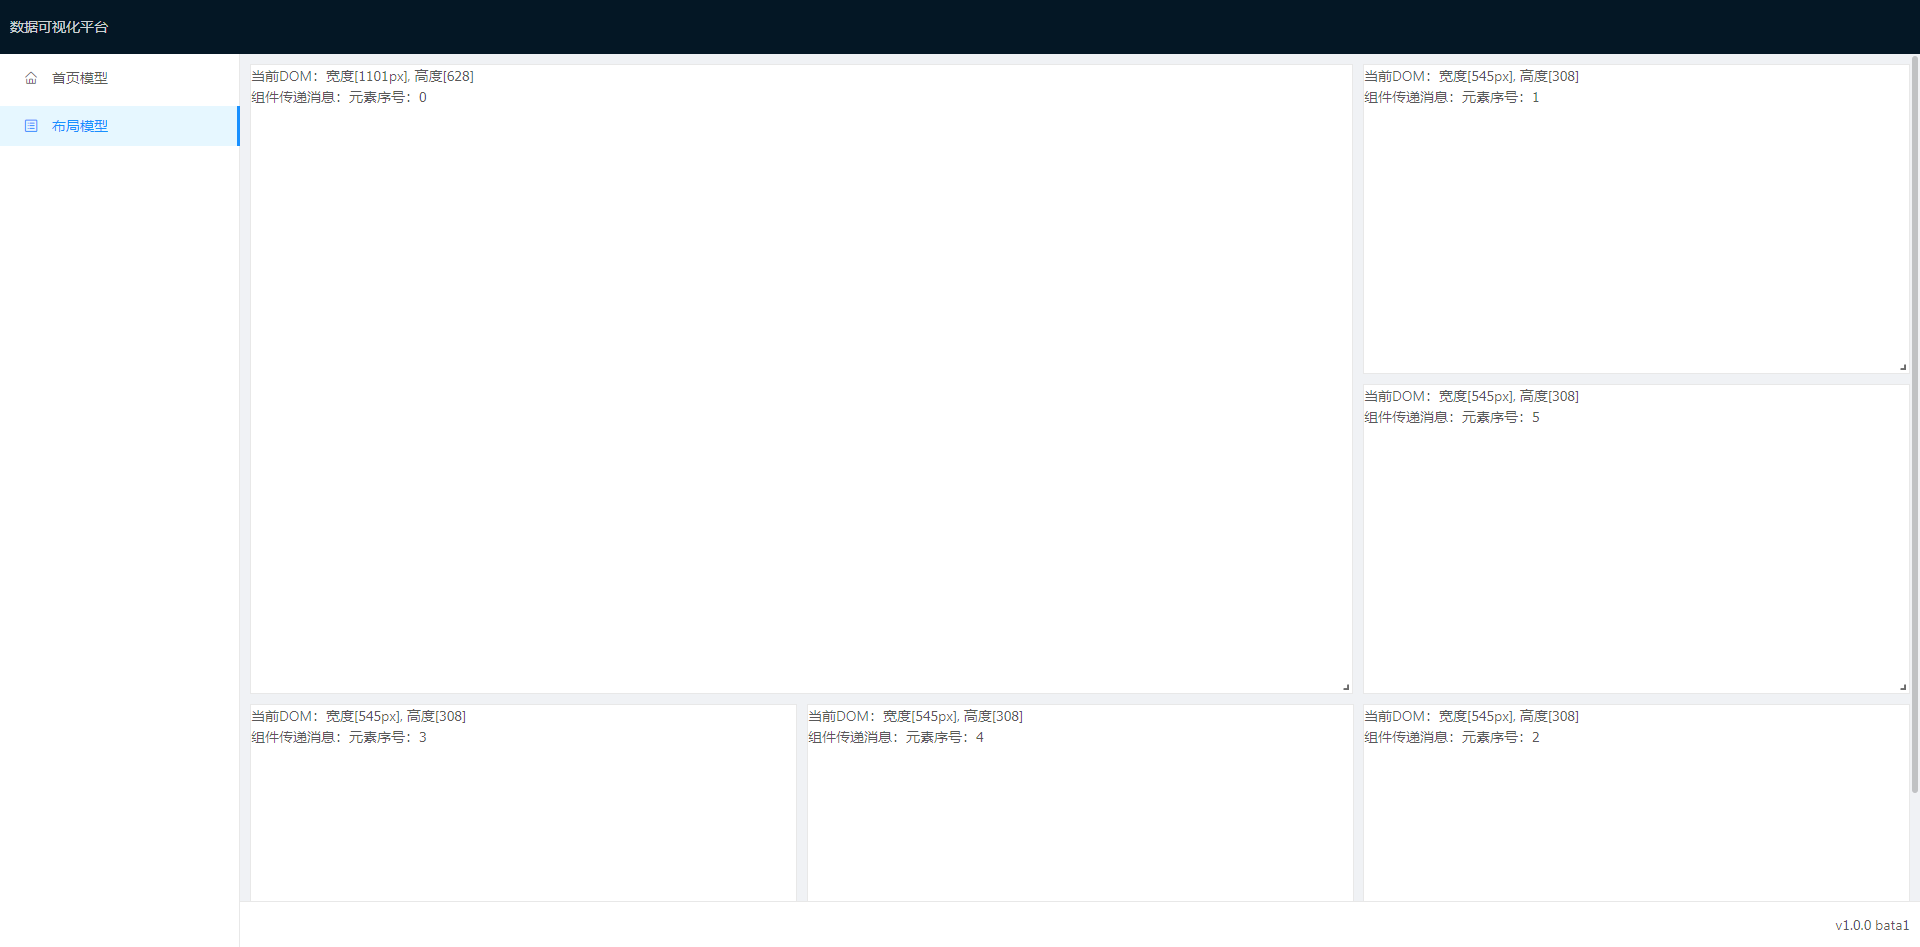 数据可视化平台
首页模型
布局模型
当前DOM：宽度[1101px], 高度[628]
组件传递消息：元素序号：0
当前DOM：宽度[545px], 高度[308]
组件传递消息：元素序号：1
当前DOM：宽度[545px], 高度[308]
组件传递消息：元素序号：5
当前DOM：宽度[545px], 高度[308]
组件传递消息：元素序号：3
当前DOM：宽度[545px], 高度[308]
组件传递消息：元素序号：4
当前DOM：宽度[545px], 高度[308]
组件传递消息：元素序号：2
v1.0.0 bata1